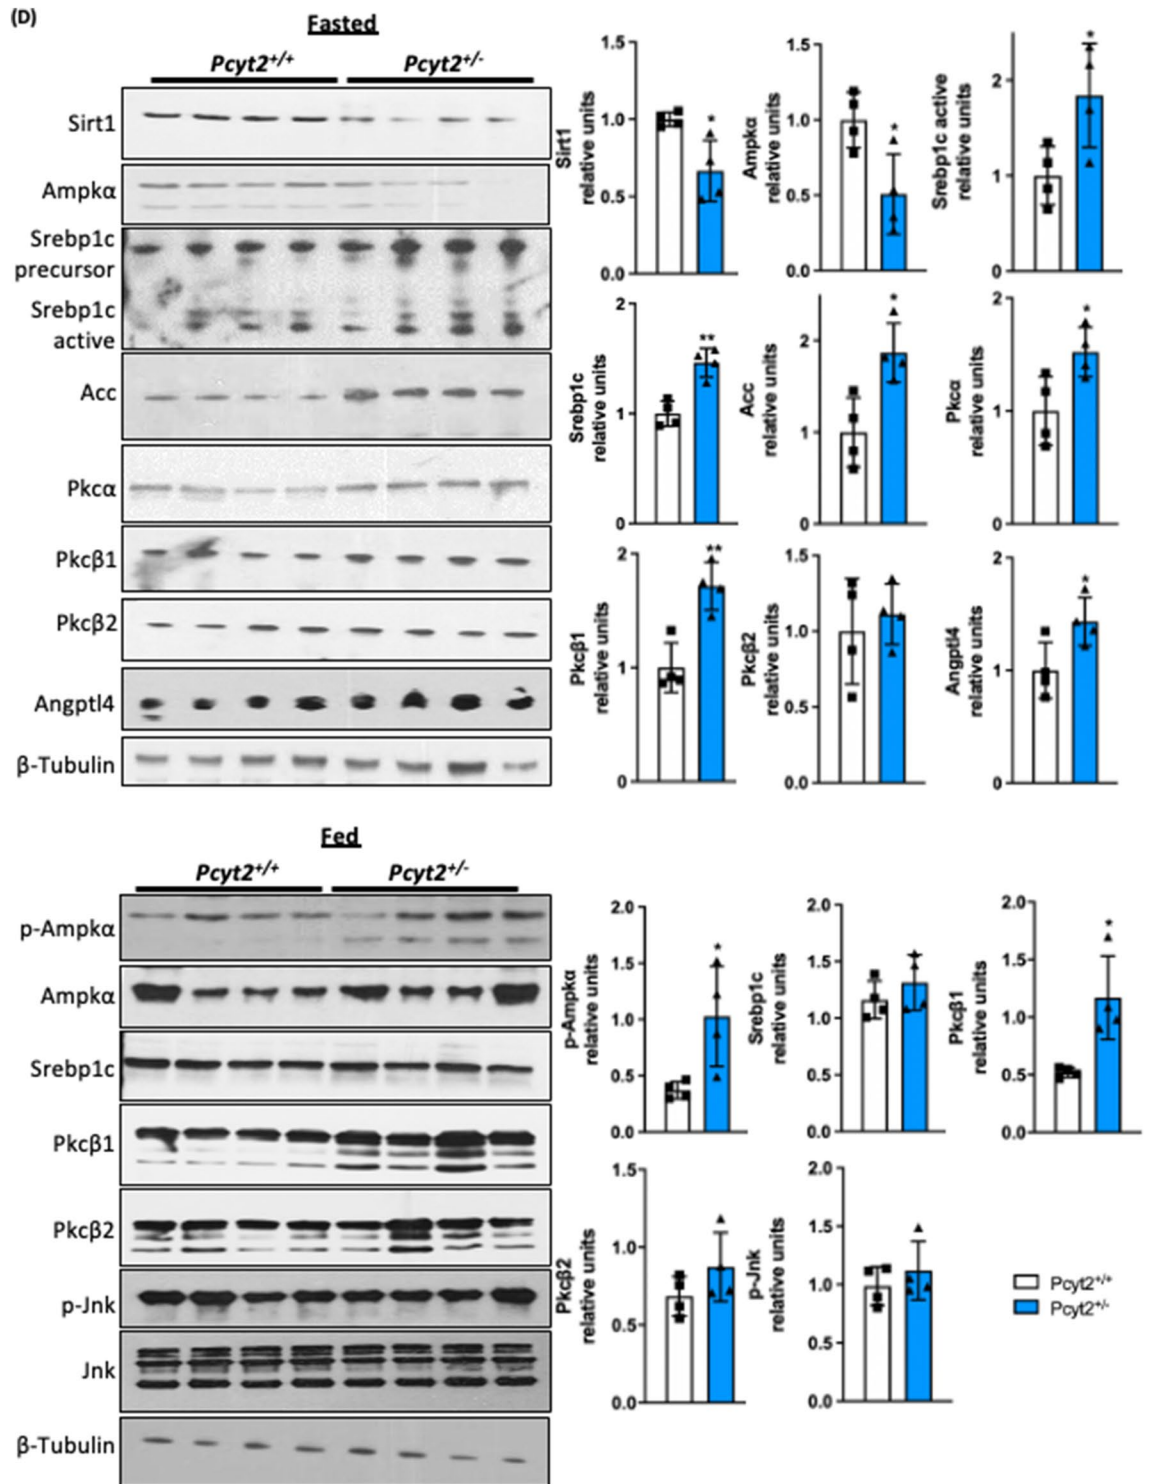 (D)
Fasted
Pcyt2+/+ Pcyt2+/-
Sirt1
Ampkα
Srebp1c
precursor
Srebp1c
active
Acc
Pkcα
Pkcβ1
Pkcβ2
Angptl4
β-Tubulin
Sirt1
relative units
1.5
1.0
0.5
0.0
*
Ampkα
relative units
1.5
1.0
0.5
0.0
*
Srebp1c active
relative units
2
1
0
*
Srebp1c
relative units
2
1
0
**
Acc
relative units
2
1
0
*
Pkcα
relative units
2
1
0
*
Pkcβ1
relative units
2
1
0
**
Pkcβ2
relative units
1.5
1.0
0.5
0.0
Angptl4
relative units
2
1
0
*
Fed
Pcyt2+/+ Pcyt2+/-
p-Ampkα
Ampkα
Srebp1c
Pkcβ1
Pkcβ2
p-Jnk
Jnk
β-Tubulin
p-Ampkα
relative units
2.0
1.5
1.0
0.5
0.0
*
Srebp1c
relative units
2.0
1.5
1.0
0.5
0.0
Pkcβ1
relative units
2.0
1.5
1.0
0.5
0.0
*
Pkcβ2
relative units
1.5
1.0
0.5
0.0
p-Jnk
relative units
2.0
1.5
1.0
0.5
0.0
Pcyt2+/+
Pcyt2+/-